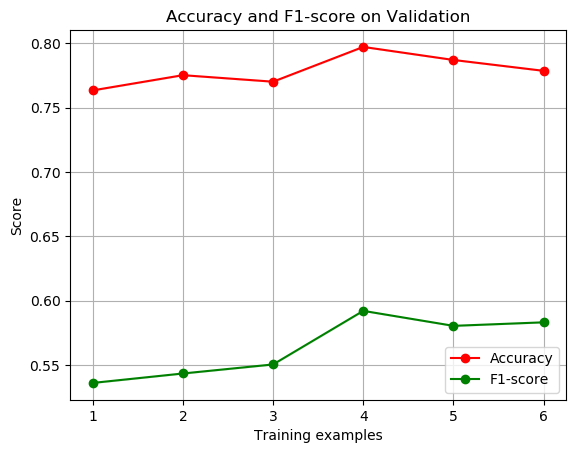 Accuracy and F1-score on Validation
0.80
0.75
0.70
0.65
0.60
0.55
Score
1 2 3 4 5 6
Training examples
Accuracy
F1-score